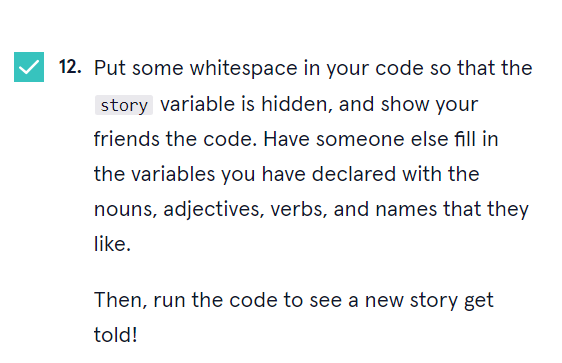 12. Put some whitespace in your code so that the
story variable is hidden, and show your
friends the code. Have someone else fill in
the variables you have declared with the
nouns, adjectives, verbs, and names that they
like.
Then, run the code to see a new story get
told!